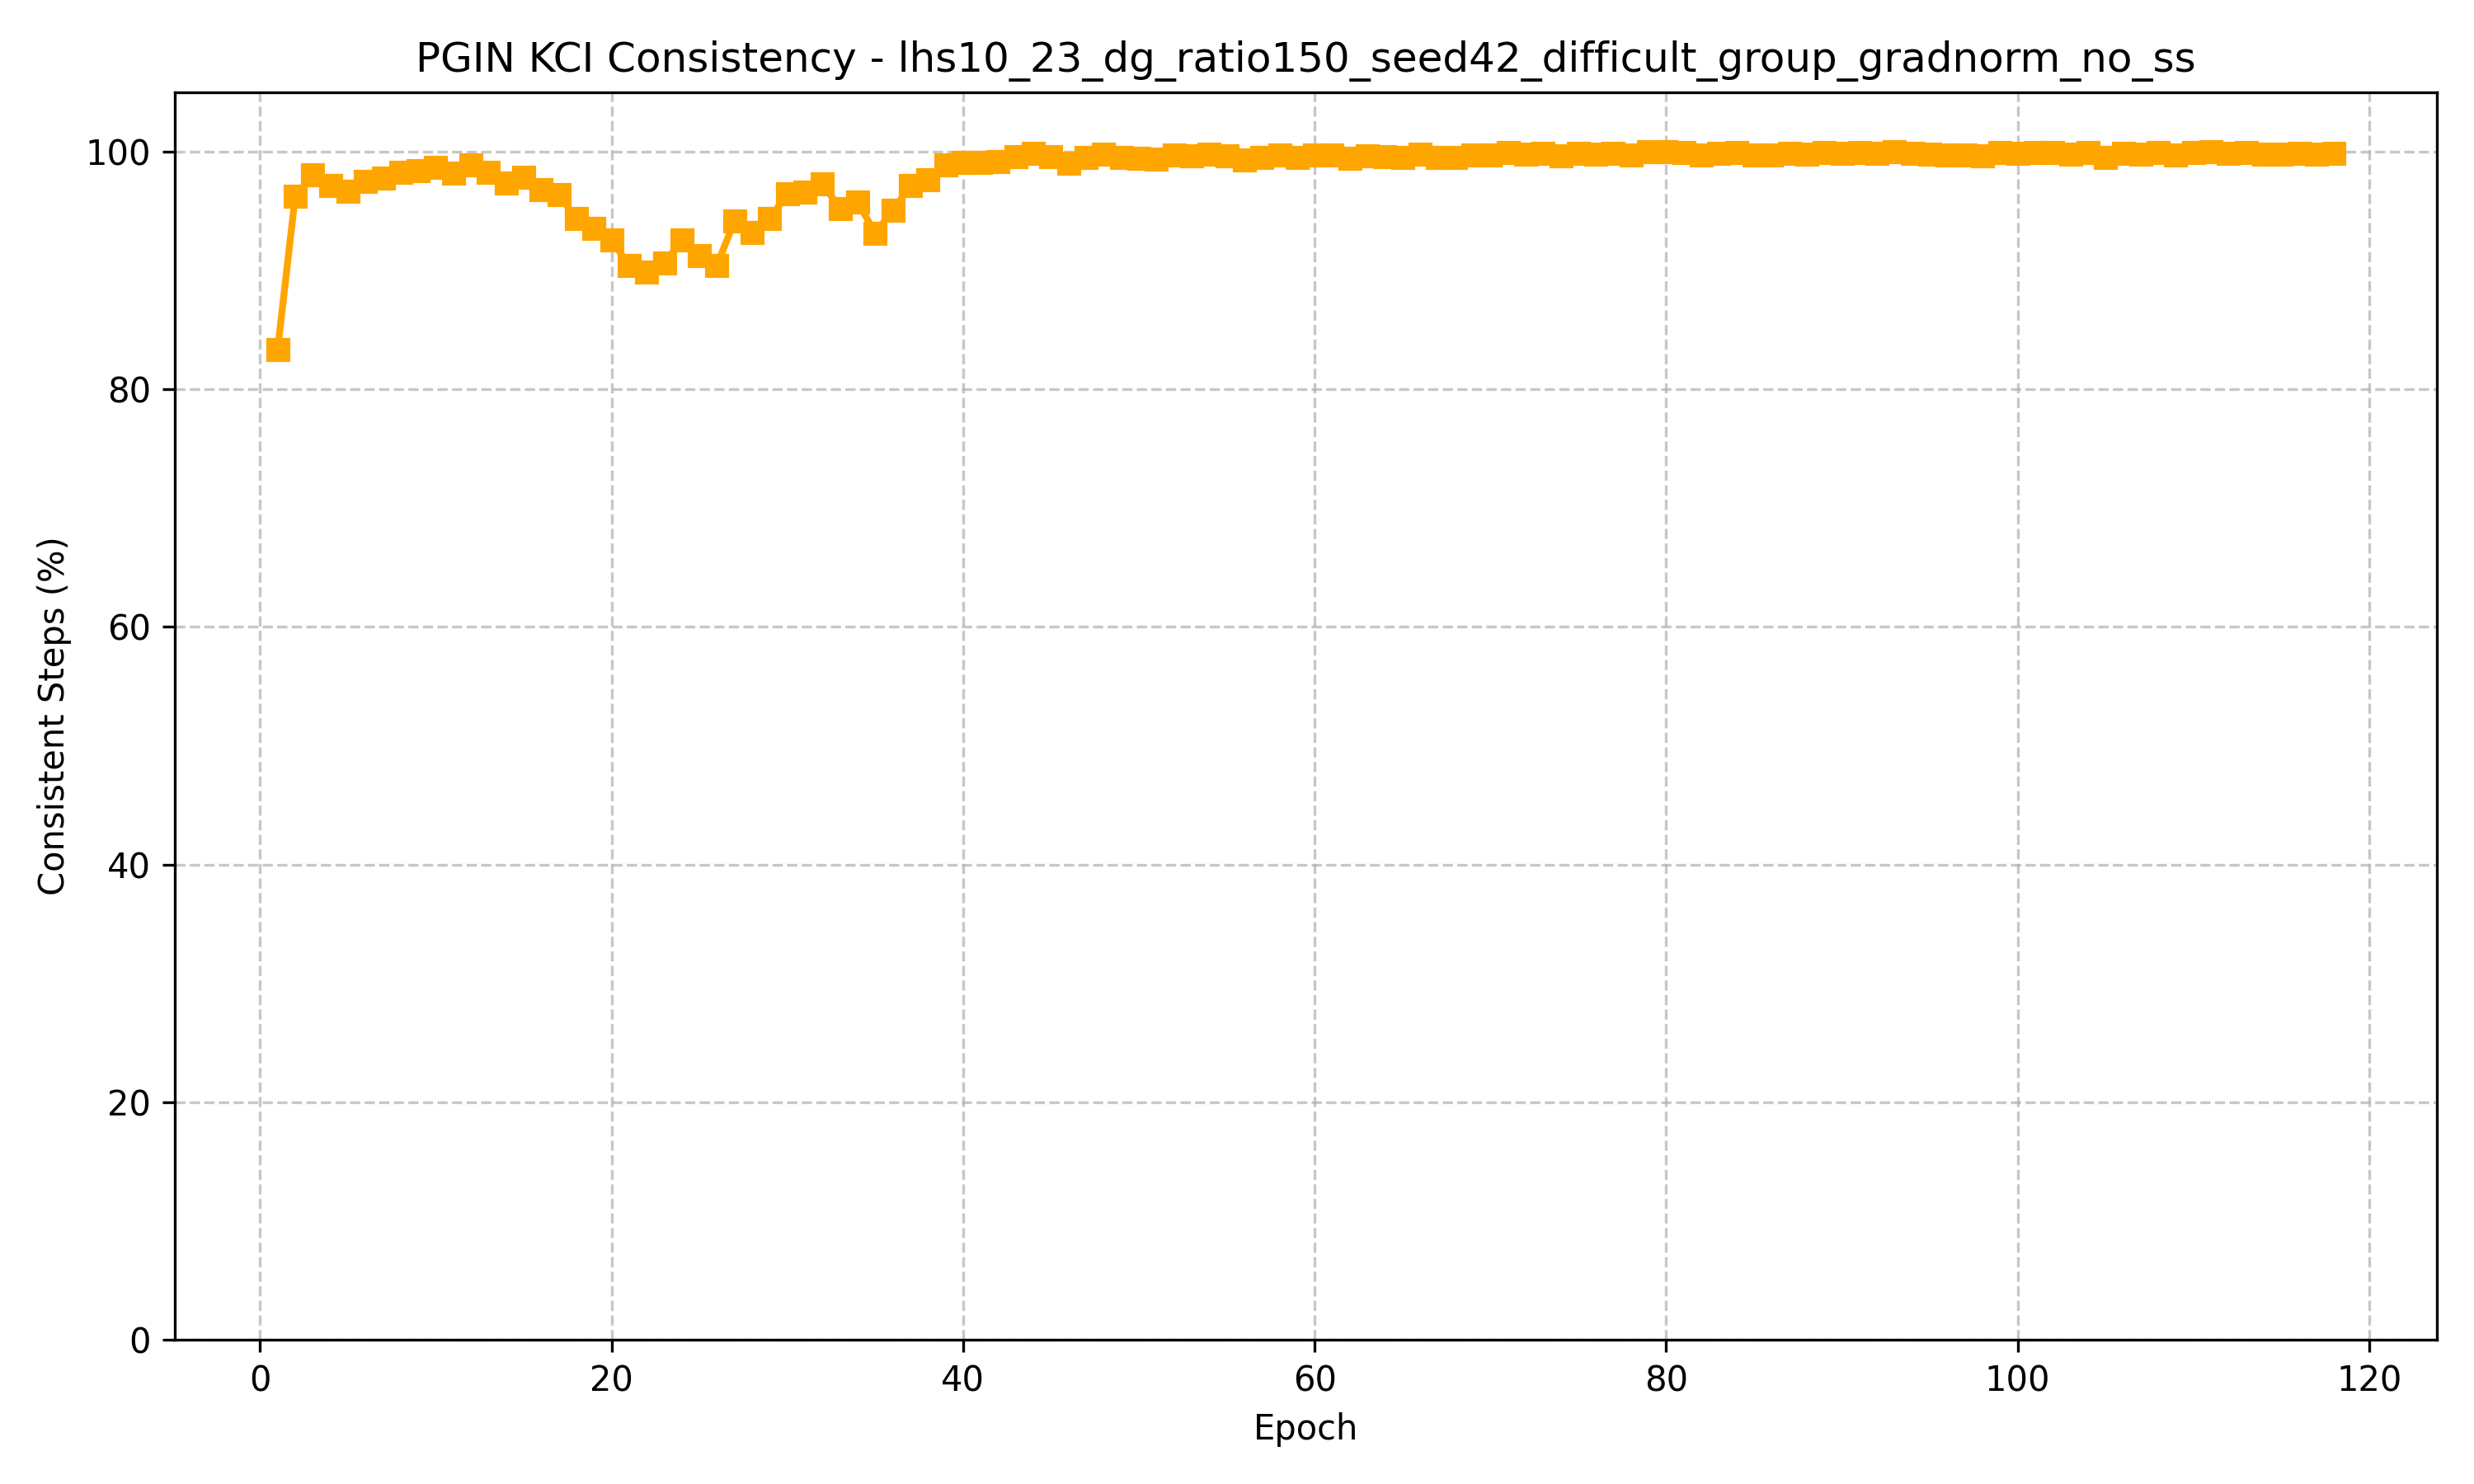 PGIN KCI Consistency - lhs10_23_dg_ratio150_seed42_difficult_group_gradnorm_no_ss
Consistent Steps (%)
100
80
60
40
20
0
0 20 40 60 80 100 120
Epoch